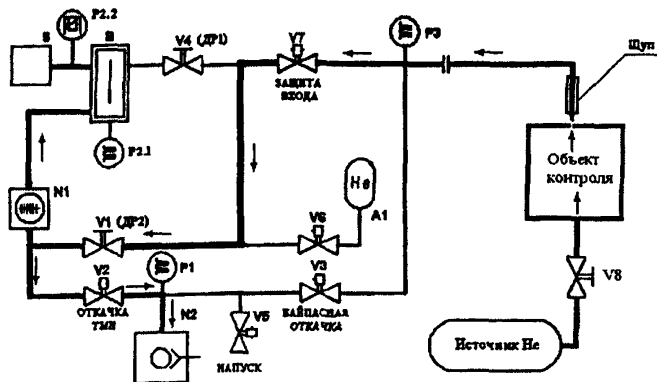 P2.2
S
B
V4 (ДР1)
V7
P3
ЗАЩИТА
ВХОДА
Щуп
P2.1
He
Объект
контроля
N1
A1
V1 (ДР2)
V6
V2
P1
V3
V8
ОТКАЧКА
ТМН
N2
V5
БАЙПАСНАЯ
ОТКАЧКА
НАПУСК
Источник Не